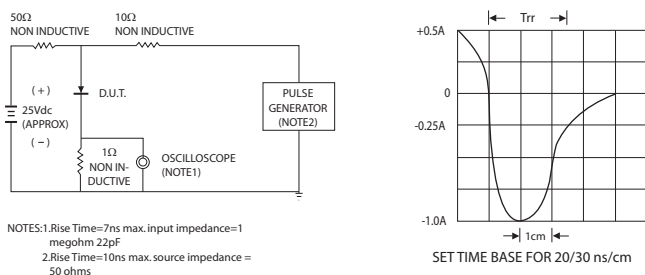 50Ω
NON INDUCTIVE
10Ω
NON INDUCTIVE
(+)
25Vdc
(APPROX)
(−)
D.U.T.
1Ω
NON IN-
DUCTIVE
OSCILLOSCOPE
(NOTE1)
PULSE
GENERATOR
(NOTE2)
NOTES:1.Rise Time=7ns max. input impedance=1
megohm 22pF
2.Rise Time=10ns max. source impedance =
50 ohms
Trr
+0.5A
0
-0.25A
-1.0A
1cm
SET TIME BASE FOR 20/30 ns/cm